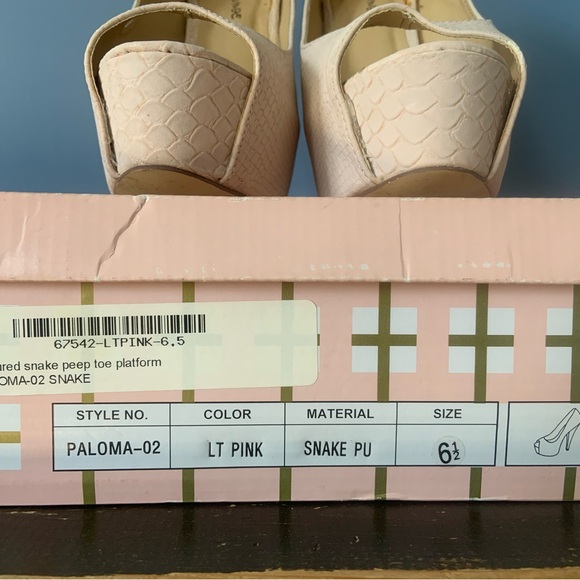 67542-LTPINK-6.5
ured snake peep toe platform
OMA-02 SNAKE
STYLE NO. COLOR MATERIAL SIZE
PALOMA-02 LT PINK SNAKE PU 6½